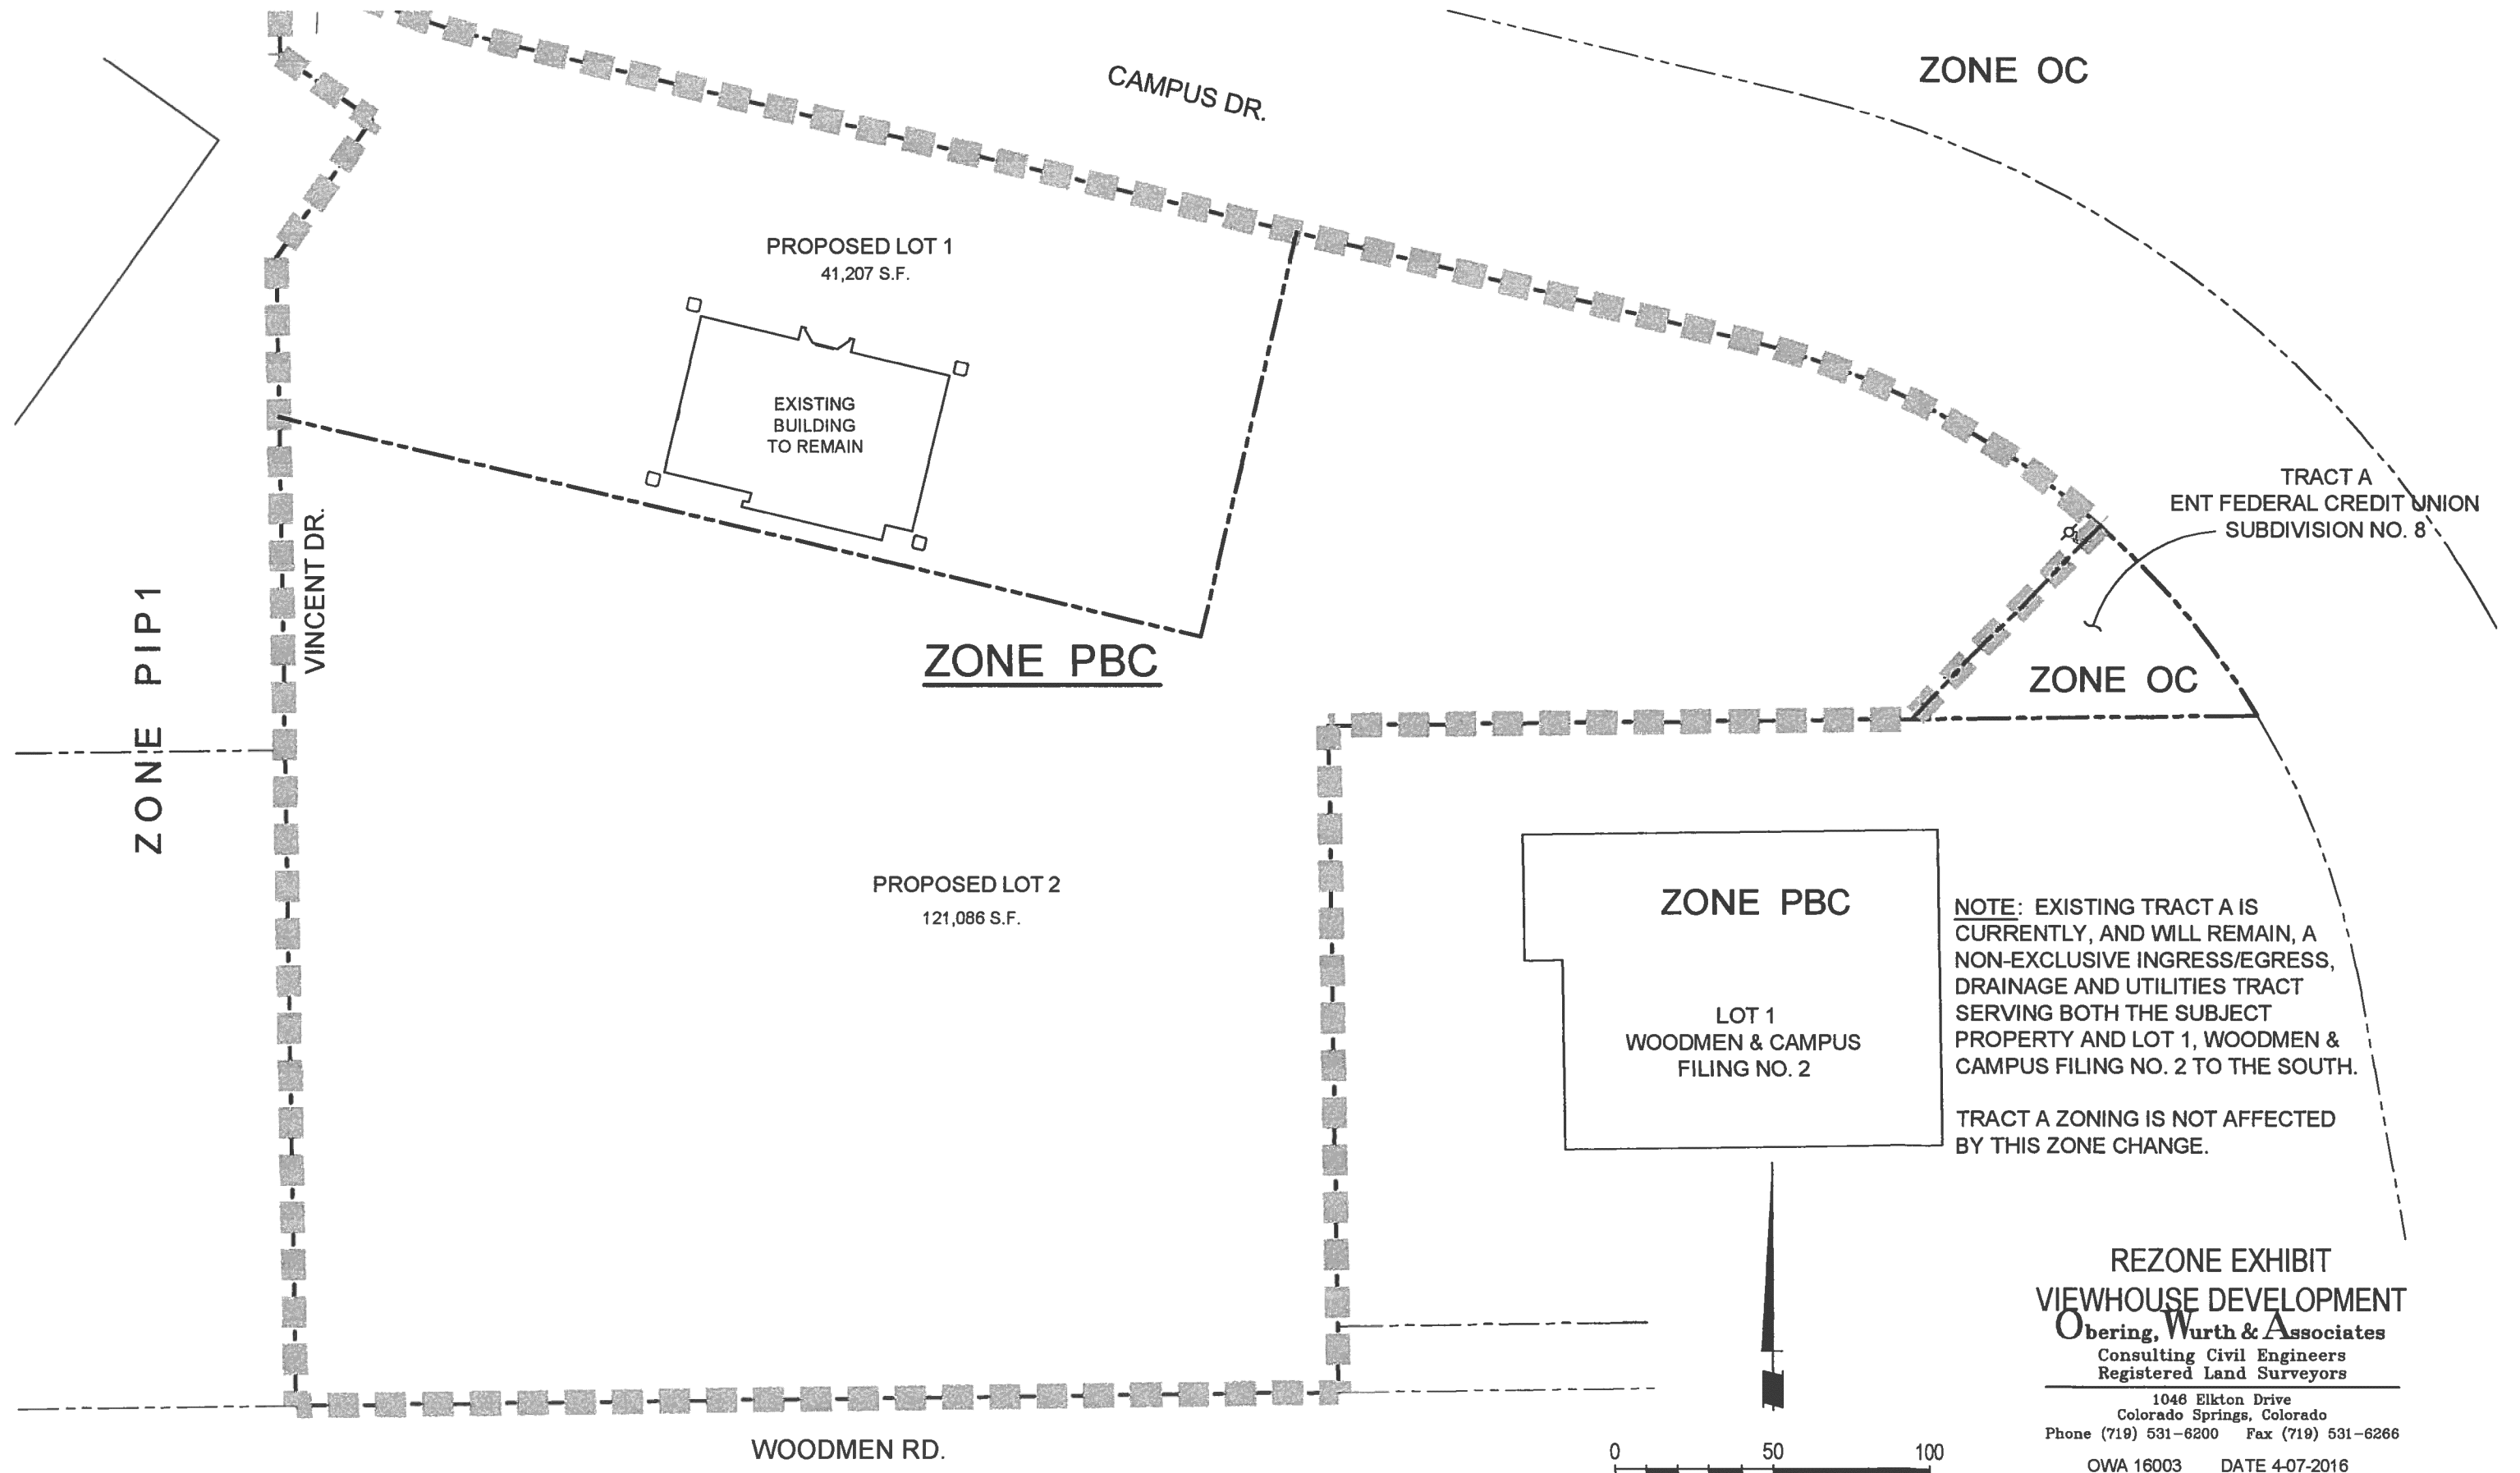 ZONE OC
CAMPUS DR.
PROPOSED LOT 1
41,207 S.F.
EXISTING
BUILDING
TO REMAIN
TRACT A
ENT FEDERAL CREDIT UNION
SUBDIVISION NO. 8
VINCENT DR.
ZONE PIP1
ZONE PBC
ZONE OC
PROPOSED LOT 2
121,086 S.F.
ZONE PBC
LOT 1
WOODMEN & CAMPUS
FILING NO. 2
NOTE: EXISTING TRACT A IS
CURRENTLY, AND WILL REMAIN, A
NON-EXCLUSIVE INGRESS/EGRESS,
DRAINAGE AND UTILITIES TRACT
SERVING BOTH THE SUBJECT
PROPERTY AND LOT 1, WOODMEN &
CAMPUS FILING NO. 2 TO THE SOUTH.
TRACT A ZONING IS NOT AFFECTED
BY THIS ZONE CHANGE.
REZONE EXHIBIT
VIEWHOUSE DEVELOPMENT
Obering, Wurth & Associates
Consulting Civil Engineers
Registered Land Surveyors
1046 Elkton Drive
Colorado Springs, Colorado
Phone (719) 531-6200 Fax (719) 531-6266
OWA 16003 DATE 4-07-2016
WOODMEN RD.
0 50 100